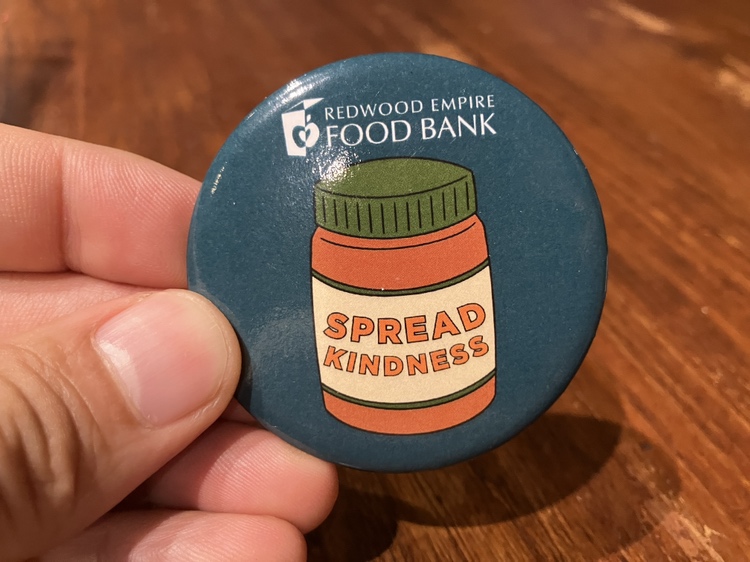 REDWOOD EMPIRE
FOOD BANK
SPREAD
KINDNESS